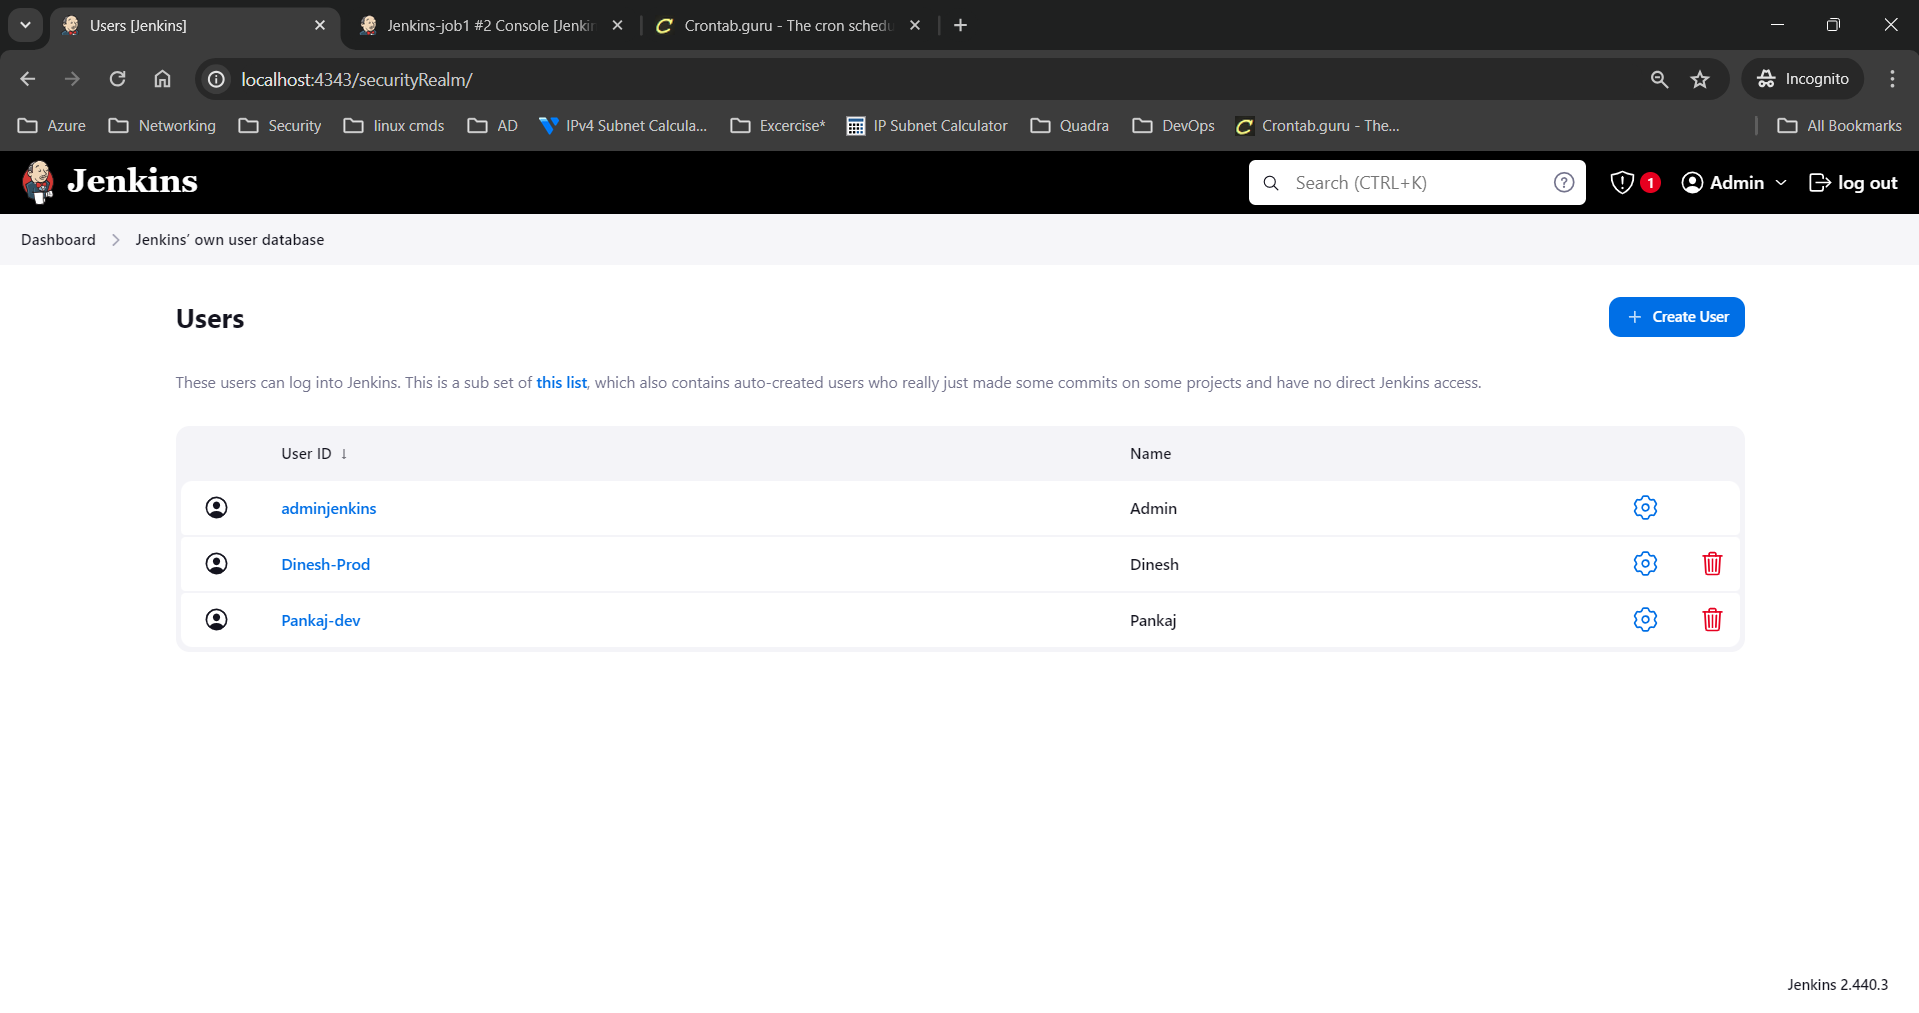 Users [Jenkins]
Jenkins-job1 #2 Console [Jenkin
Crontab.guru - The cron schedu
localhost:4343/securityRealm/
Incognito
Azure
Networking
Security
linux cmds
AD
IPv4 Subnet Calcula...
Excercise*
IP Subnet Calculator
Quadra
DevOps
Crontab.guru - The...
All Bookmarks
Jenkins
Search (CTRL+K)
1
Admin
log out
Dashboard
Jenkins’ own user database
Users
Create User
These users can log into Jenkins. This is a sub set of this list, which also contains auto-created users who really just made some commits on some projects and have no direct Jenkins access.
User ID ↓
Name
adminjenkins
Admin
Dinesh-Prod
Dinesh
Pankaj-dev
Pankaj
Jenkins 2.440.3